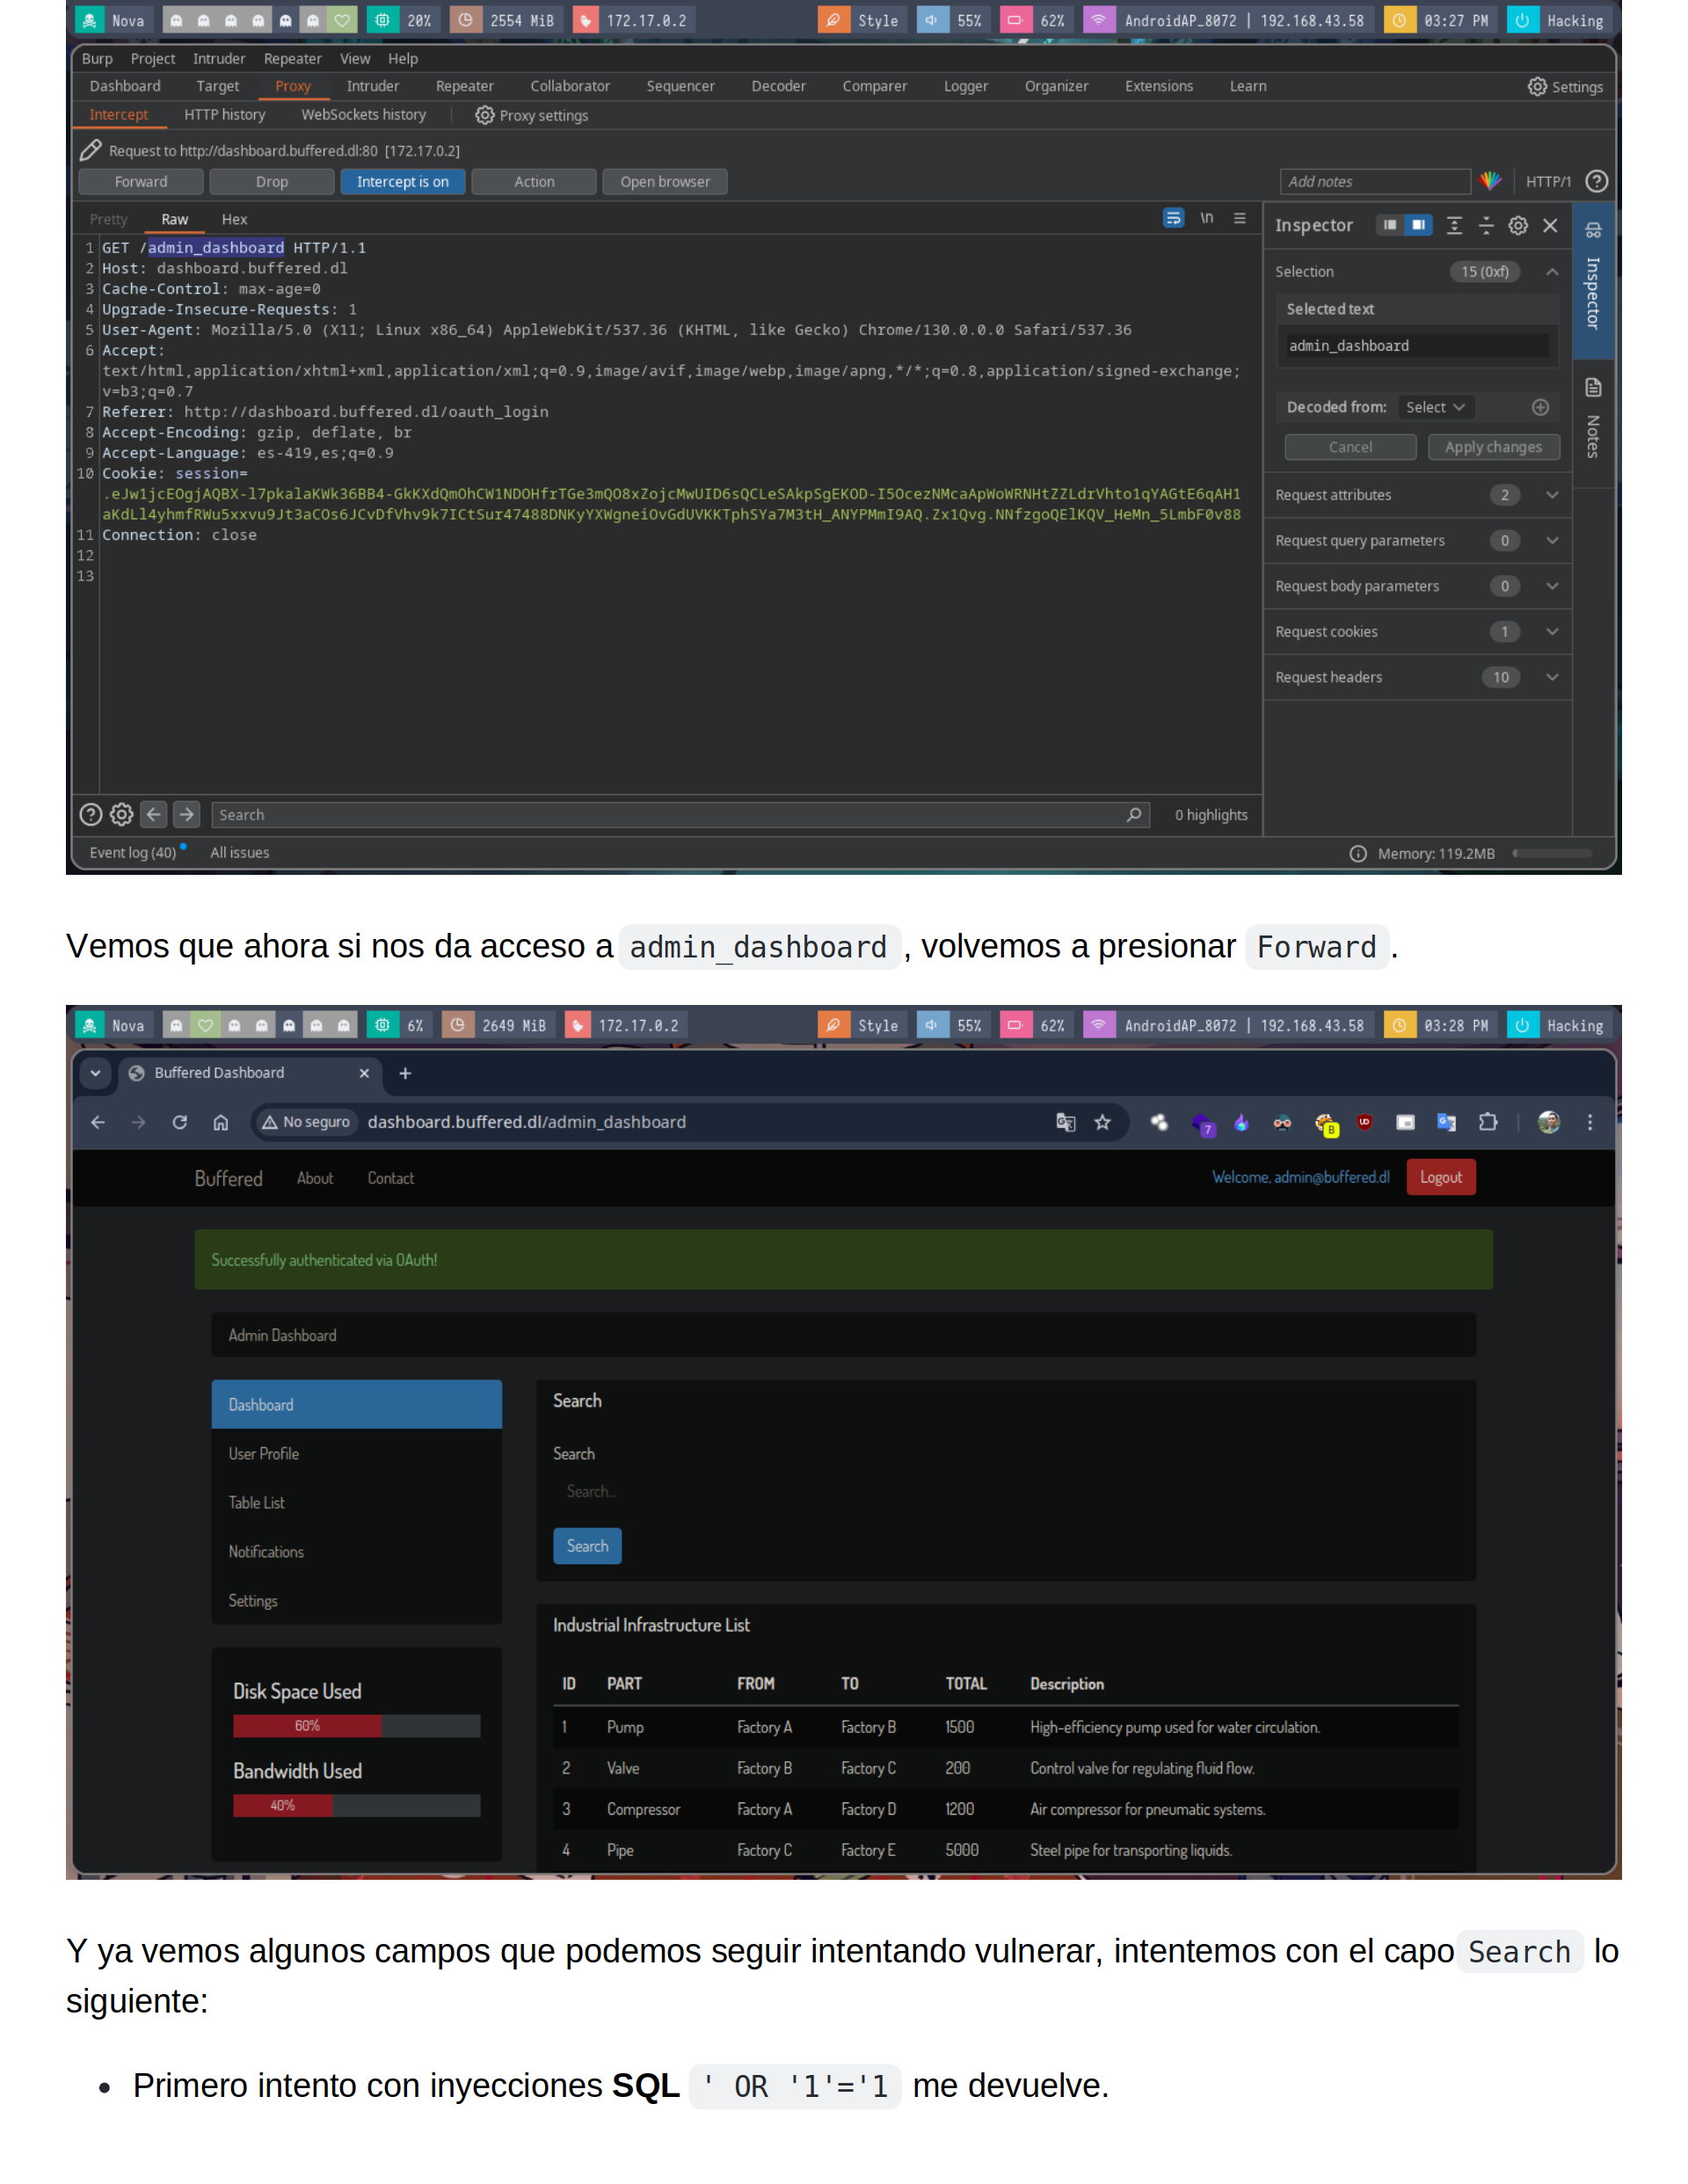 Nova 20% 2554 MiB 172.17.0.2 Style 55% 62% AndroidAP_8072 | 192.168.43.58 03:27 PM Hacking
Burp Project Intruder Repeater View Help
Dashboard Target Proxy Intruder Repeater Collaborator Sequencer Decoder Comparer Logger Organizer Extensions Learn Settings
Intercept HTTP history WebSockets history Proxy settings
Request to http://dashboard.buffered.dl:80 [172.17.0.2]
Forward Drop Intercept is on Action Open browser Add notes HTTP/1
Pretty Raw Hex \n
1 GET /admin_dashboard HTTP/1.1
2 Host: dashboard.buffered.dl
3 Cache-Control: max-age=0
4 Upgrade-Insecure-Requests: 1
5 User-Agent: Mozilla/5.0 (X11; Linux x86_64) AppleWebKit/537.36 (KHTML, like Gecko) Chrome/130.0.0.0 Safari/537.36
6 Accept:
text/html,application/xhtml+xml,application/xml;q=0.9,image/avif,image/webp,image/apng,*/*;q=0.8,application/signed-exchange;
v=b3;q=0.7
7 Referer: http://dashboard.buffered.dl/oauth_login
8 Accept-Encoding: gzip, deflate, br
9 Accept-Language: es-419,es;q=0.9
10 Cookie: session=
.eJw1jcEOgjAQBX-l7pkalaKWk36BB4-GkKXdQmOhCW1NDOHfrTGe3mQO8xZojcMwUID6sQCLeSAkpSgEKOD-I5OcezNMcaApWoWRNHtZZLdrVhto1qYAGtE6qAH1
aKdLl4yhmfRWu5xxvu9Jt3aCOs6JCvDfVhv9k7ICtSur47488DNKyYXWgneiOvGdUVKKTphSYa7M3tH_ANYPMmI9AQ.Zx1Qvg.NNfzgoQElKQV_HeMn_5LmbF0v88
11 Connection: close
12
13
Inspector
Selection 15 (0xf)
Selected text
admin_dashboard
Decoded from: Select
Cancel Apply changes
Request attributes 2
Request query parameters 0
Request body parameters 0
Request cookies 1
Request headers 10
Inspector
Notes
Search 0 highlights
Event log (40) All issues Memory: 119.2MB
Vemos que ahora si nos da acceso a admin_dashboard , volvemos a presionar Forward .
Nova 6% 2649 MiB 172.17.0.2 Style 55% 62% AndroidAP_8072 | 192.168.43.58 03:28 PM Hacking
Buffered Dashboard
No seguro dashboard.buffered.dl/admin_dashboard 7 B
Buffered About Contact Welcome, admin@buffered.dl Logout
Successfully authenticated via OAuth!
Admin Dashboard
Dashboard
User Profile
Table List
Notifications
Settings
Disk Space Used
60%
Bandwidth Used
40%
Search
Search
Search...
Search
Industrial Infrastructure List
ID PART FROM TO TOTAL Description
1 Pump Factory A Factory B 1500 High-efficiency pump used for water circulation.
2 Valve Factory B Factory C 200 Control valve for regulating fluid flow.
3 Compressor Factory A Factory D 1200 Air compressor for pneumatic systems.
4 Pipe Factory C Factory E 5000 Steel pipe for transporting liquids.
Y ya vemos algunos campos que podemos seguir intentando vulnerar, intentemos con el capo Search lo
siguiente:
• Primero intento con inyecciones SQL ' OR '1'='1 me devuelve.